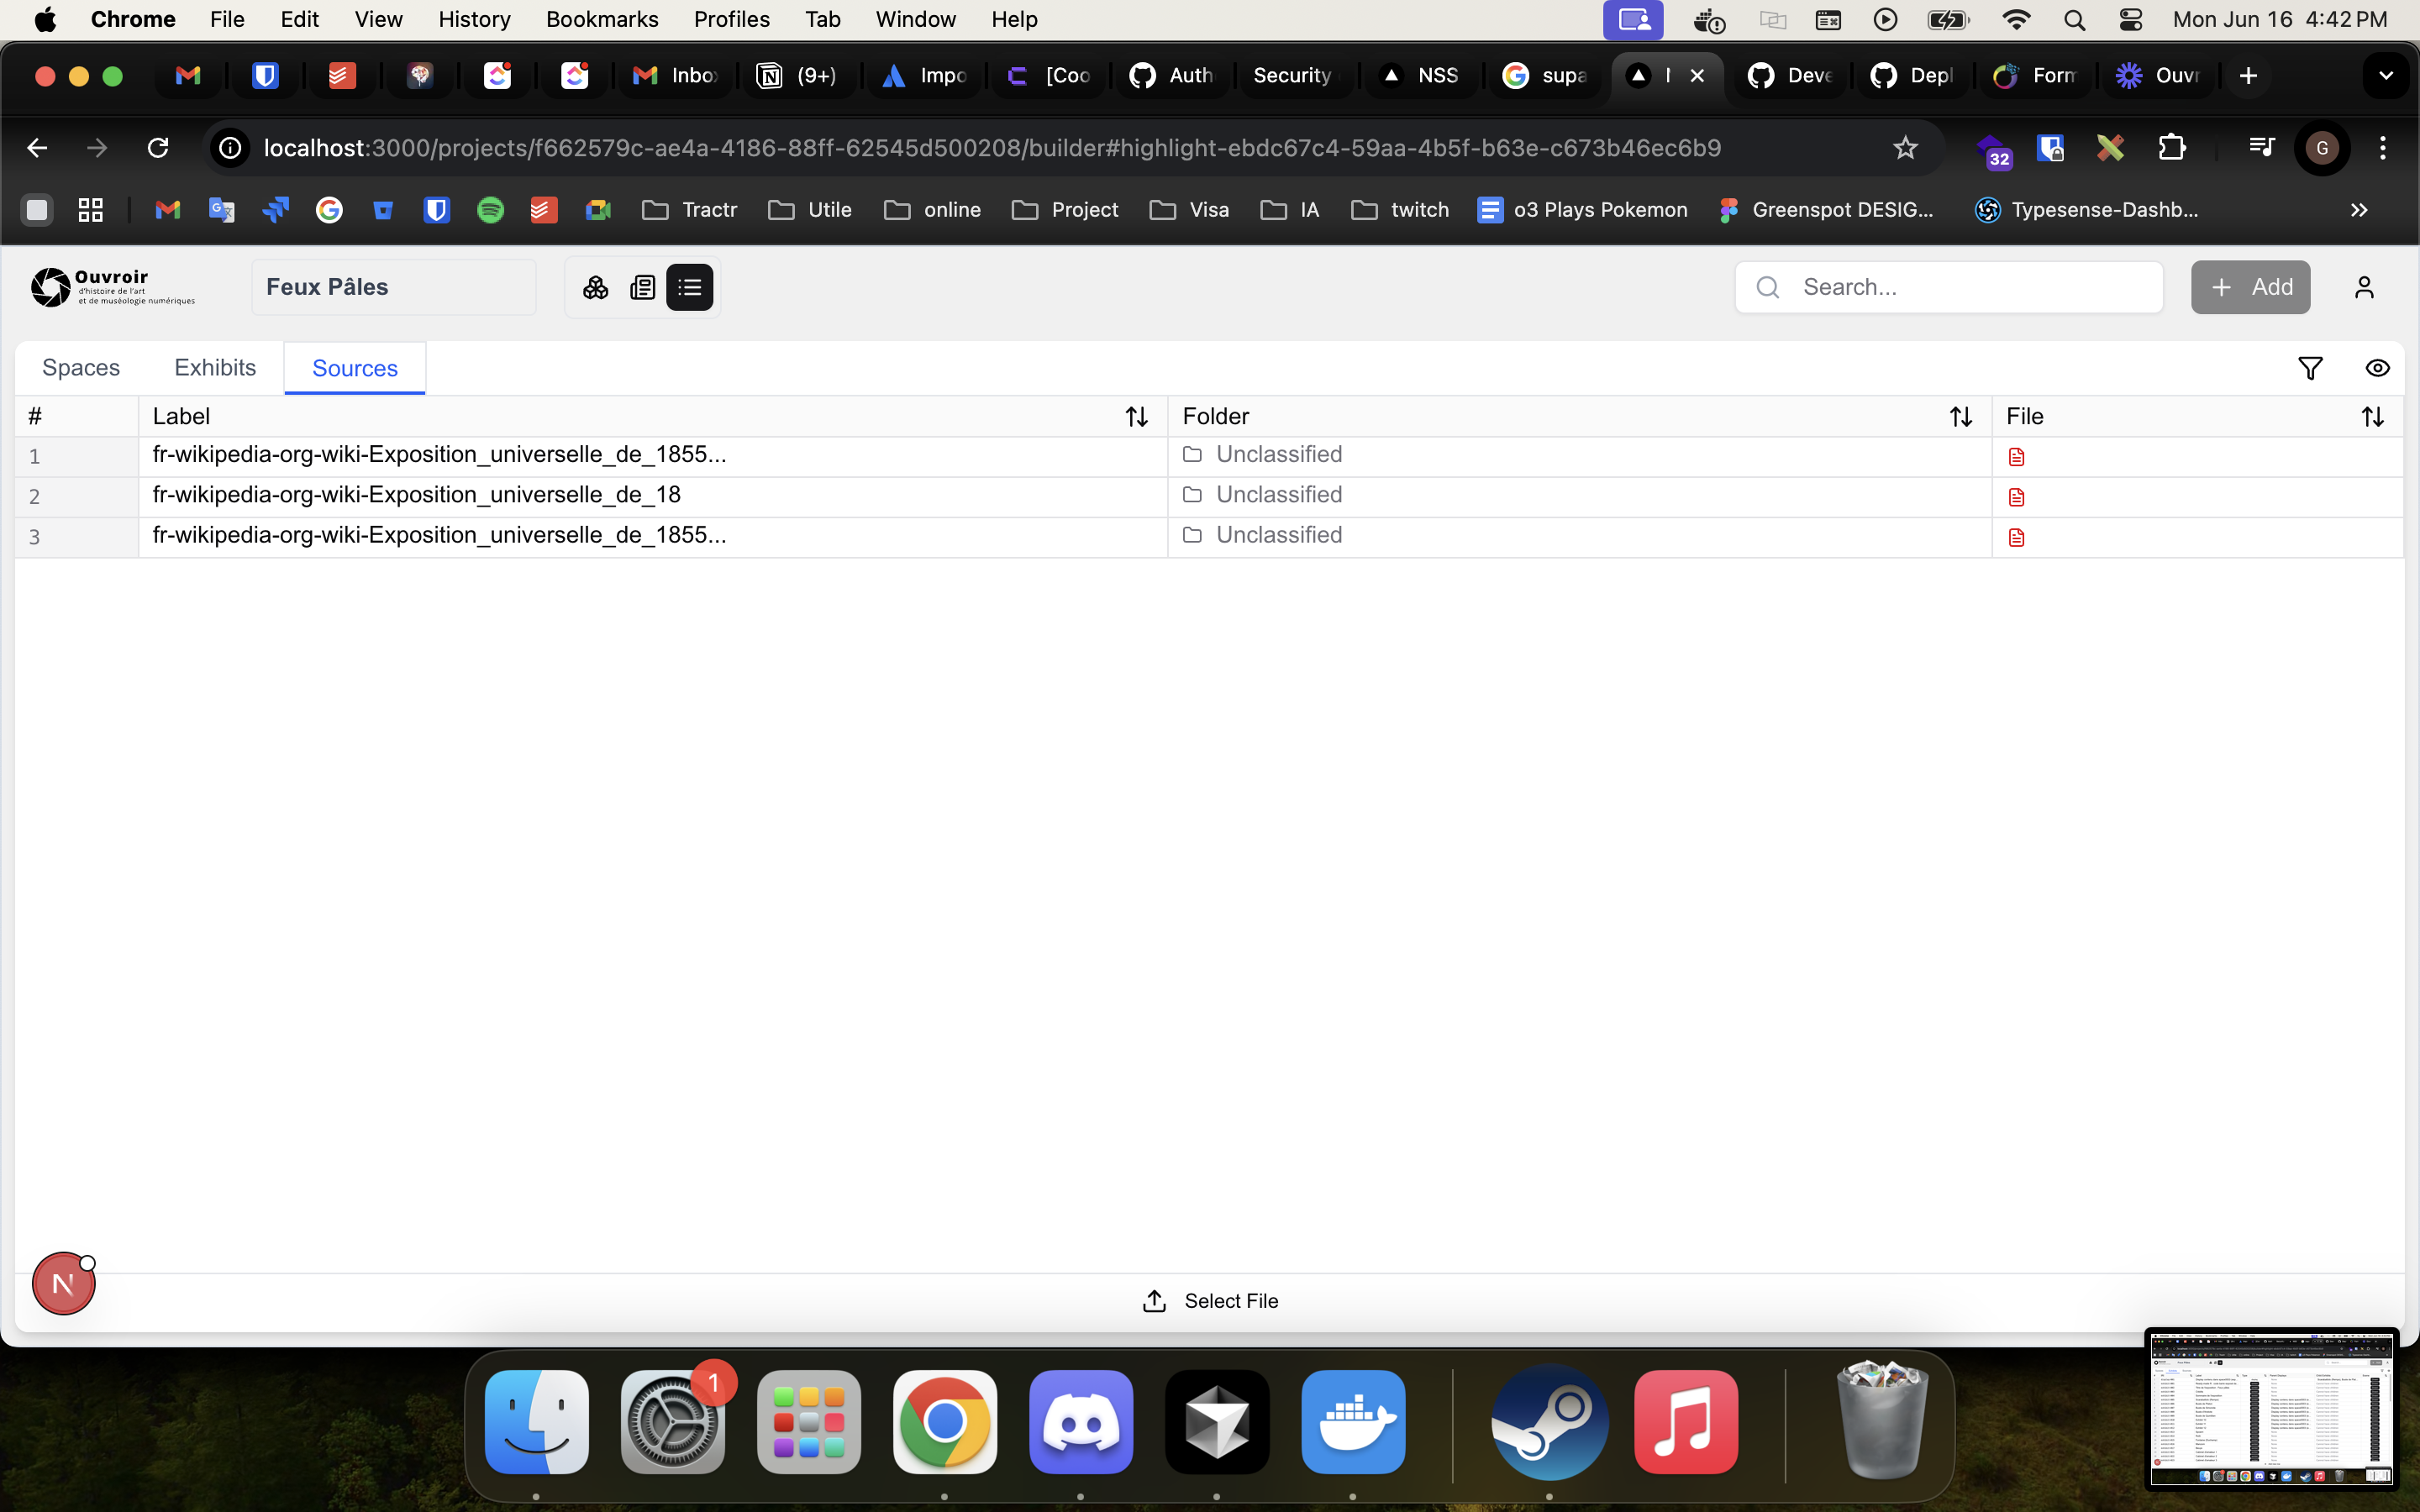 Chrome File Edit View History Bookmarks Profiles Tab Window Help Mon Jun 16 4:42 PM
Inbo (9+) Impo [Coo Auth Security NSS supa Deve Depl Form Ouvr
localhost:3000/projects/f662579c-ae4a-4186-88ff-62545d500208/builder#highlight-ebdc67c4-59aa-4b5f-b63e-c673b46ec6b9 32 G
Tractr Utile online Project Visa IA twitch o3 Plays Pokemon Greenspot DESIG... Typesense-Dashb...
Ouvroir
d'histoire de l'art
et de muséologie numériques
Feux Pâles Search... Add
Spaces Exhibits Sources
# Label Folder File
1 fr-wikipedia-org-wiki-Exposition_universelle_de_1855... Unclassified
2 fr-wikipedia-org-wiki-Exposition_universelle_de_18 Unclassified
3 fr-wikipedia-org-wiki-Exposition_universelle_de_1855... Unclassified
N
Select File
1